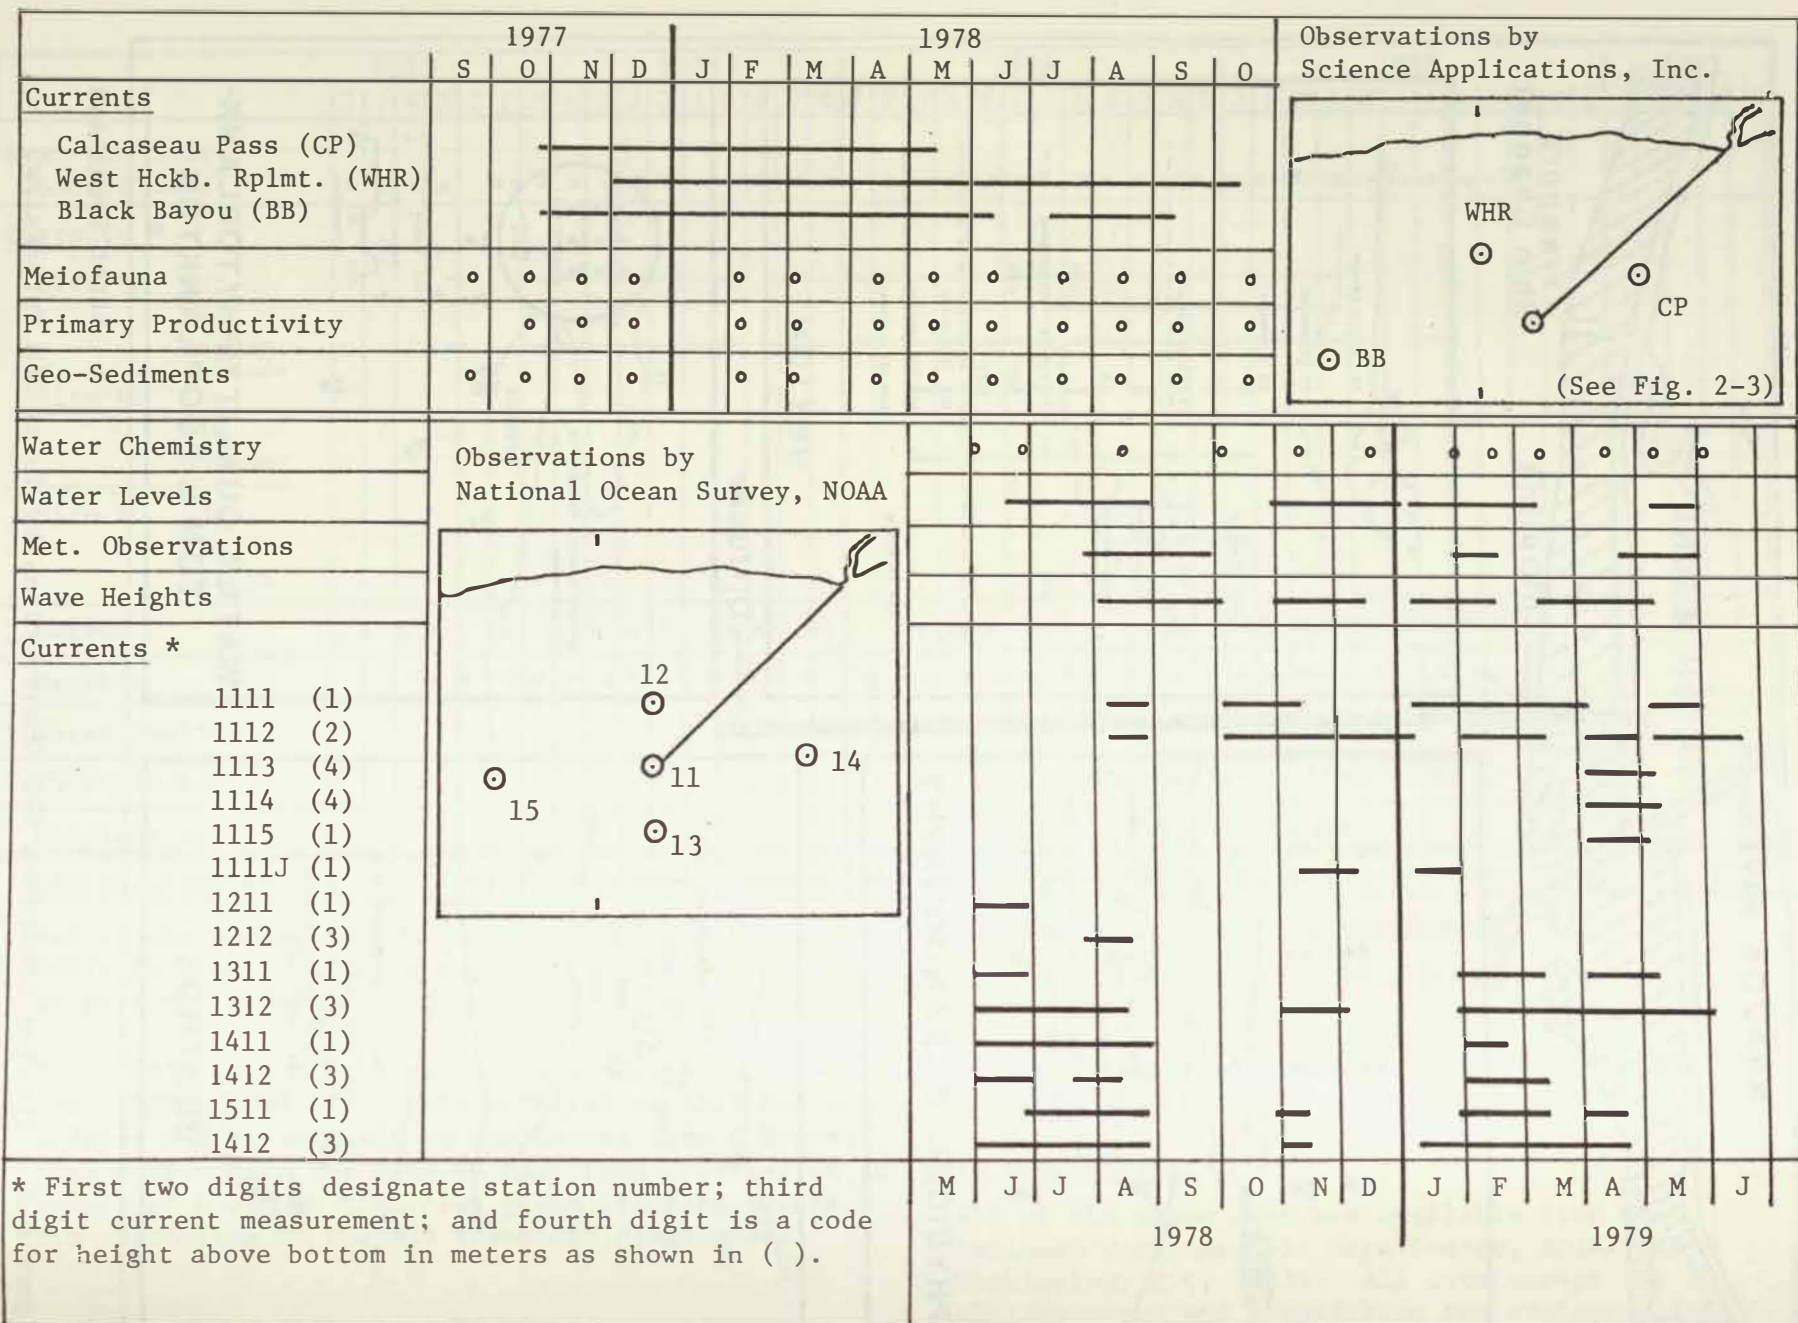 1977 1978
S O N D J F M A M J J A S O
Observations by
Science Applications, Inc.
Currents
Calcaseau Pass (CP)
West Hckb. Rplmt. (WHR)
Black Bayou (BB)
WHR
CP
BB
(See Fig. 2-3)
Meiofauna
Primary Productivity
Geo-Sediments
Water Chemistry
Water Levels
Met. Observations
Wave Heights
Currents *
Observations by
National Ocean Survey, NOAA
12
11
14
15
13
1111 (1)
1112 (2)
1113 (4)
1114 (4)
1115 (1)
1111J (1)
1211 (1)
1212 (3)
1311 (1)
1312 (3)
1411 (1)
1412 (3)
1511 (1)
1412 (3)
* First two digits designate station number; third
digit current measurement; and fourth digit is a code
for height above bottom in meters as shown in ( ).
M J J A S O N D J F M A M J
1978 1979